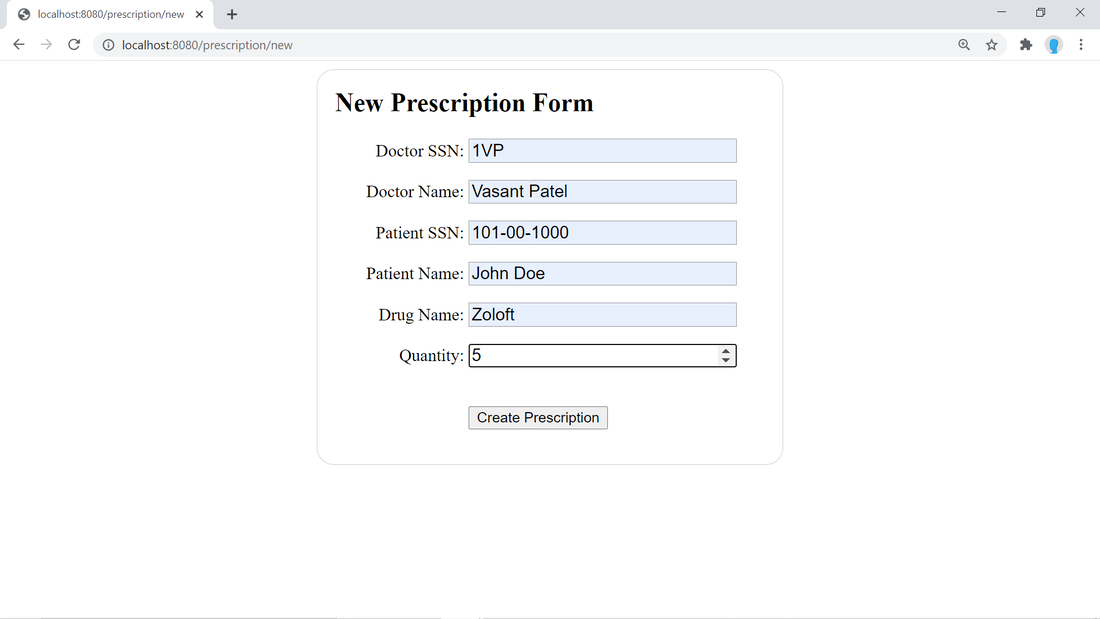 localhost:8080/prescription/new
localhost:8080/prescription/new
New Prescription Form
Doctor SSN: 1VP
Doctor Name: Vasant Patel
Patient SSN: 101-00-1000
Patient Name: John Doe
Drug Name: Zoloft
Quantity: 5
Create Prescription